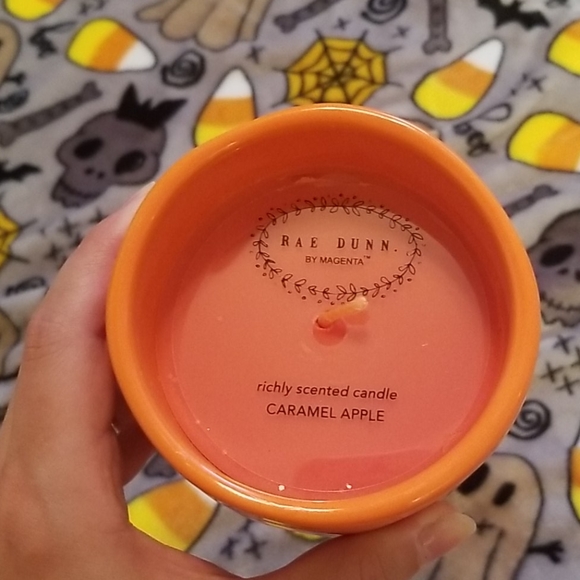 RAE DUNN.
BY MAGENTA™
richly scented candle
CARAMEL APPLE